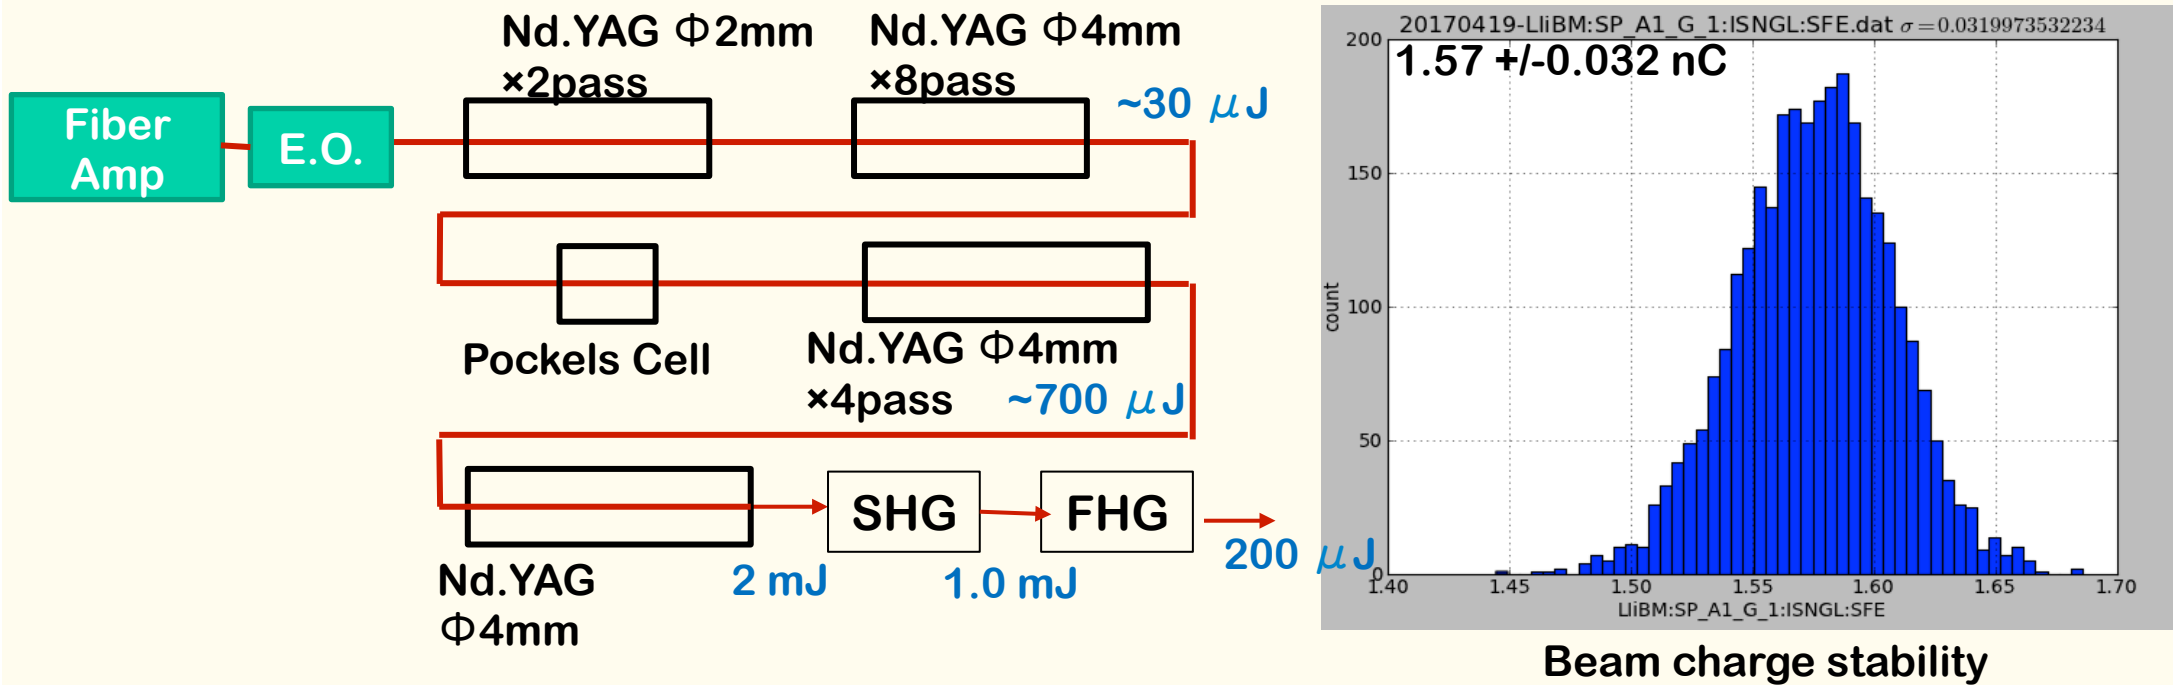 Nd.YAG Φ2mm
×2pass
Nd.YAG Φ4mm
×8pass
~30 μJ
Fiber
Amp
E.O.
Pockels Cell
Nd.YAG Φ4mm
×4pass
~700 μJ
Nd.YAG
Φ4mm
2 mJ
SHG
1.0 mJ
FHG
200 μJ
20170419-LIiBM:SP_A1_G_1:ISNGL:SFE.dat σ=0.0319973532234
1.57 +/-0.032 nC
200
150
100
50
0
count
1.40
1.45
1.50
1.55
1.60
1.65
1.70
LIiBM:SP_A1_G_1:ISNGL:SFE
Beam charge stability